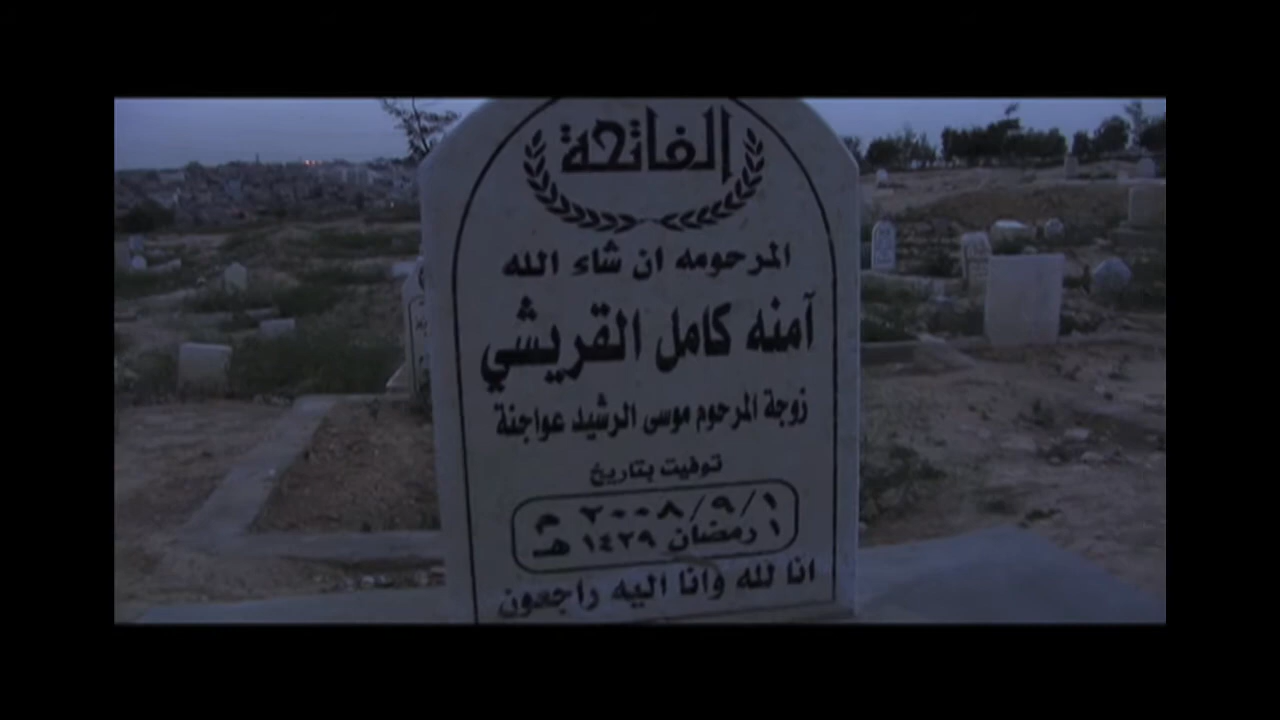 الفاتحة
المرحومه ان شاء الله
آمنه كامل القريشي
زوجة المرحوم موسى الرشيد عواجنة
توفيت بتاريخ
٢٠٠٨/٩/١ م
١ رمضان ١٤٢٩ هـ
انا لله وانا اليه راجعون